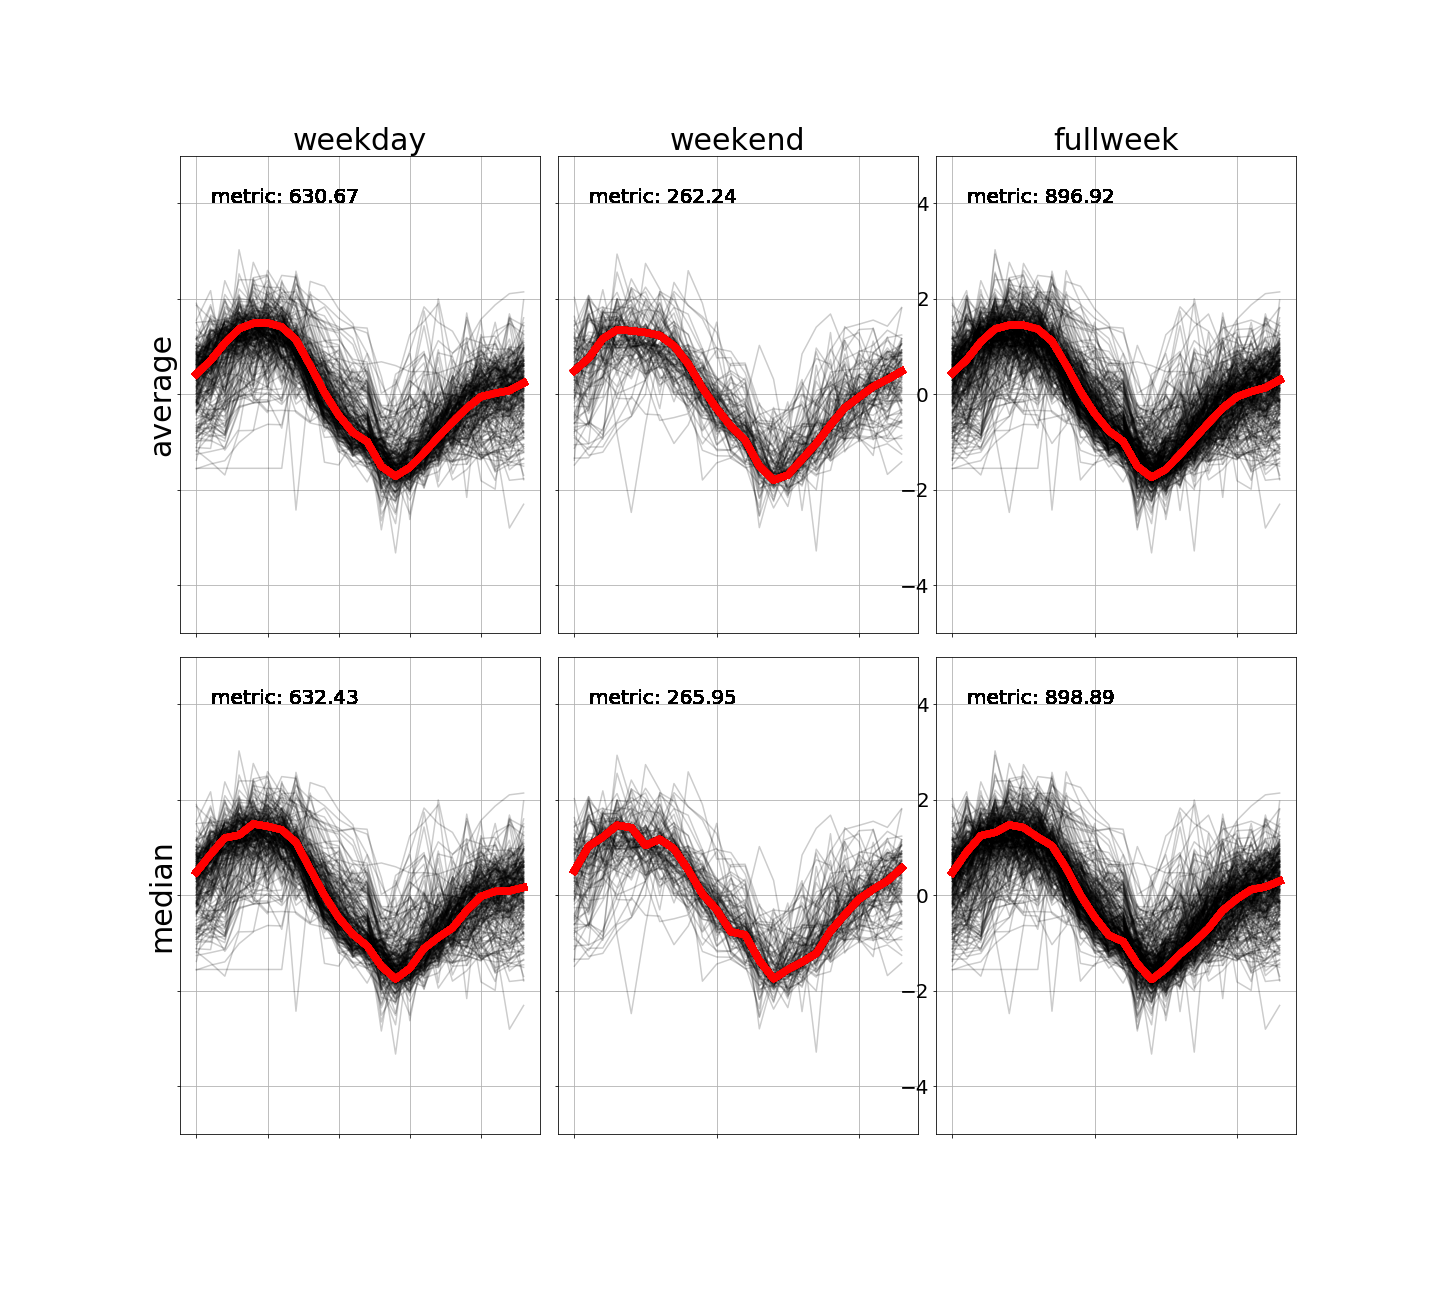 weekday
weekend
fullweek
average
metric: 630.67
metric: 262.24
metric: 896.92
4
2
0
−2
−4
median
metric: 632.43
metric: 265.95
metric: 898.89
4
2
0
−2
−4